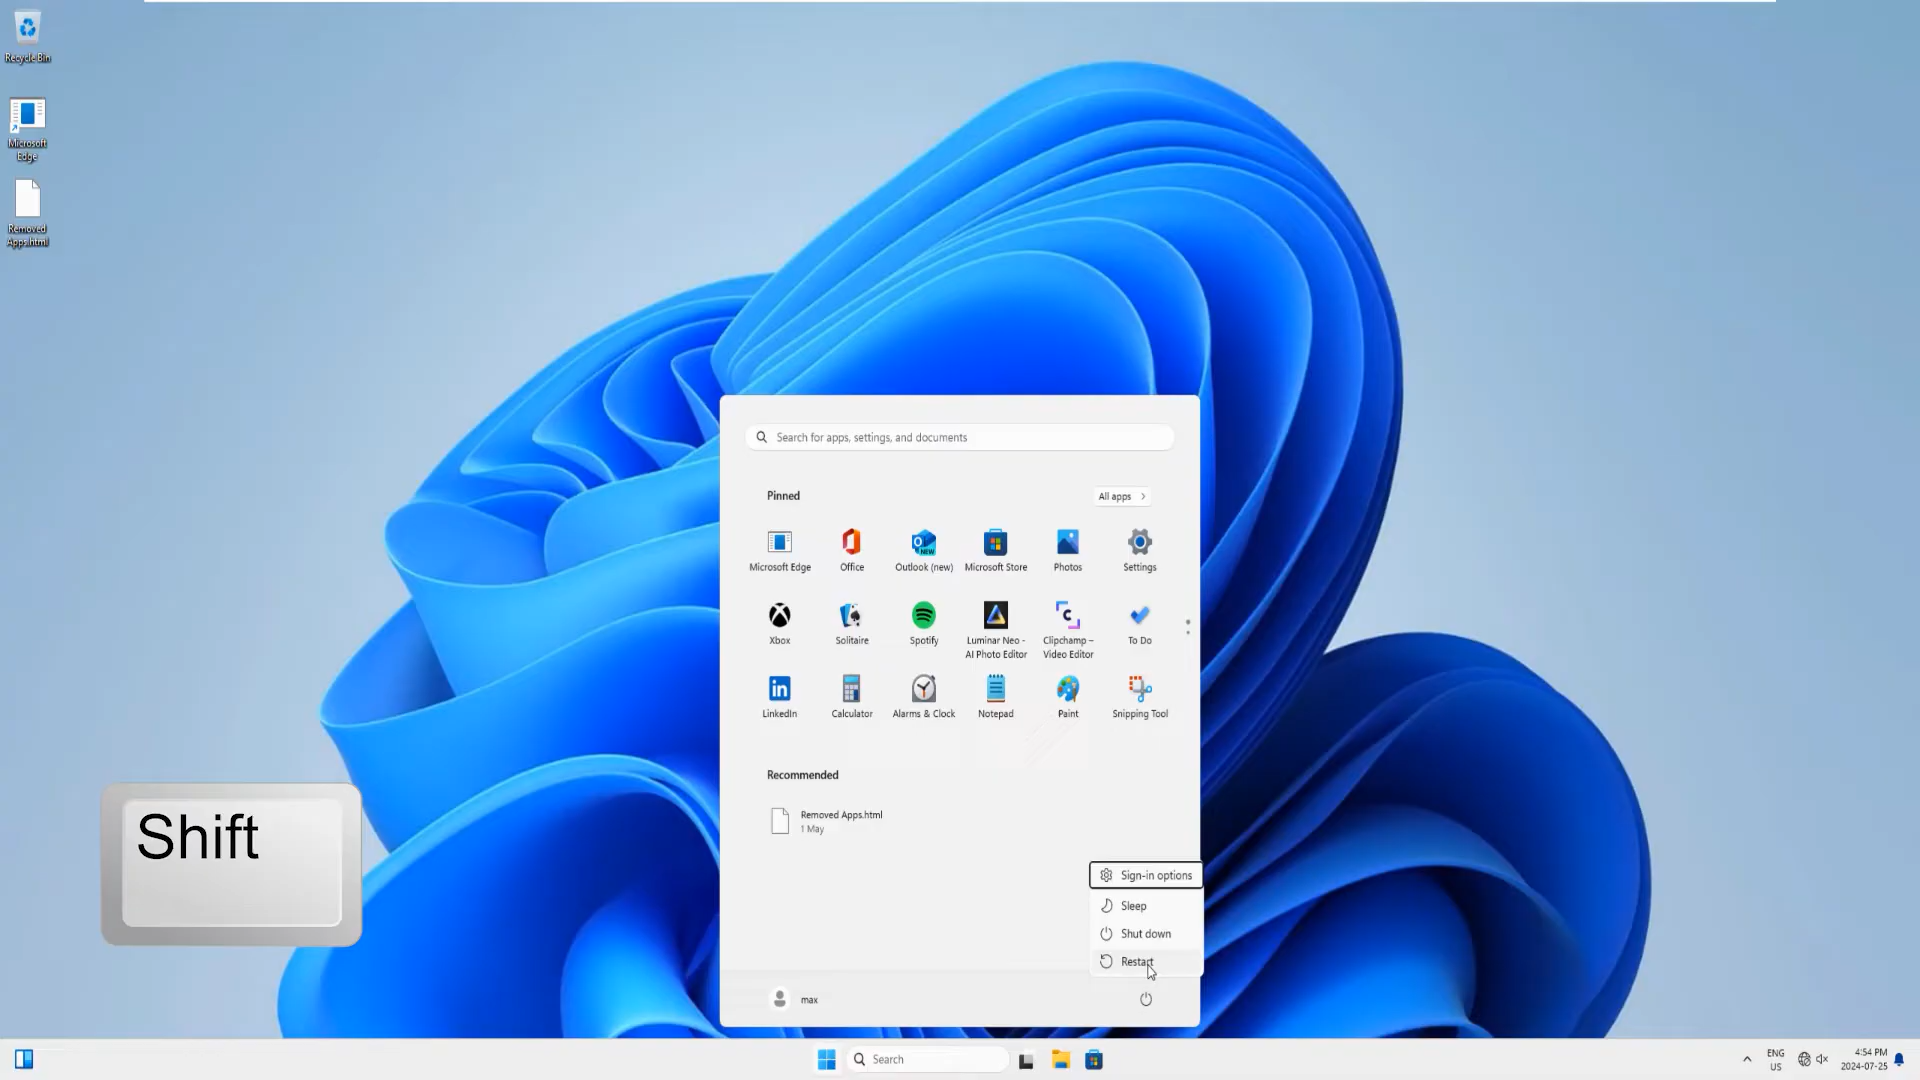 Recycle Bin
Microsoft
Edge
Removed
Apps.html
Search for apps, settings, and documents
Pinned
All apps
Microsoft Edge
Office
Outlook (new)
Microsoft Store
Photos
Settings
Xbox
Solitaire
Spotify
Luminar Neo -
AI Photo Editor
Clipchamp –
Video Editor
To Do
LinkedIn
Calculator
Alarms & Clock
Notepad
Paint
Snipping Tool
Recommended
Removed Apps.html
1 May
Shift
Sign-in options
Sleep
Shut down
Restart
max
Search
ENG
US
4:54 PM
2024-07-25